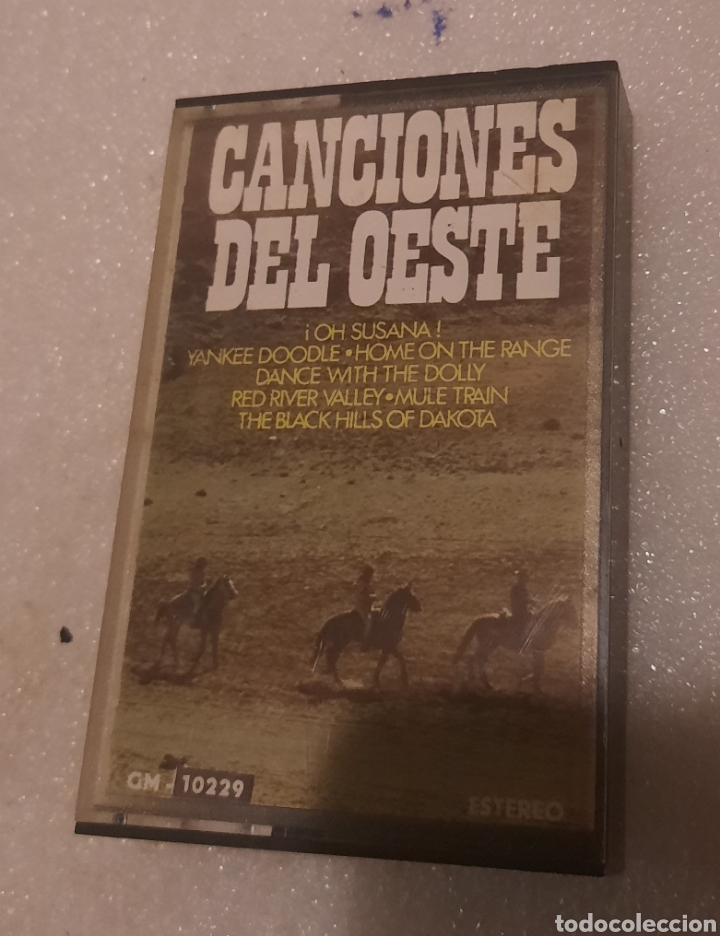 CANCIONES
DEL OESTE
¡OH SUSANA!
YANKEE DOODLE • HOME ON THE RANGE
DANCE WITH THE DOLLY
RED RIVER VALLEY • MULE TRAIN
THE BLACK HILLS OF DAKOTA
GM - 10229
ESTEREO
todocoleccion